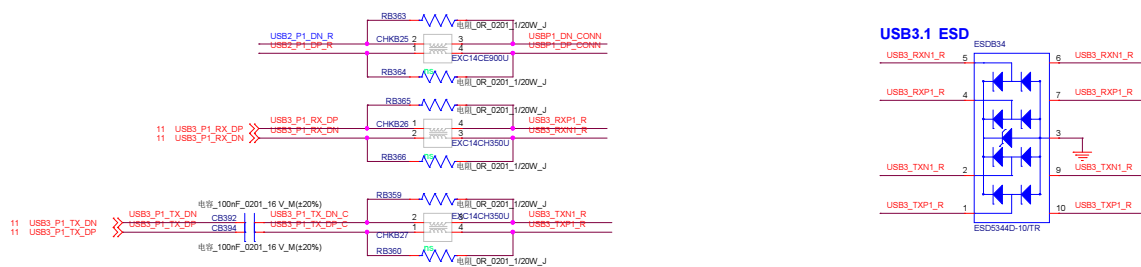 RB363
电阻_0R_0201_1/20W_J
USB2_P1_DN_R
CHKB25
2
3
USBP1_DN_CONN
USB2_P1_DP_R
1
4
USBP1_DP_CONN
EXC14CE900U
ns
RB364
电阻_0R_0201_1/20W_J
RB365
电阻_0R_0201_1/20W_J
11
USB3_P1_RX_DP
USB3_P1_RX_DP
CHKB26
1
4
USB3_RXP1_R
11
USB3_P1_RX_DN
USB3_P1_RX_DN
2
3
USB3_RXN1_R
EXC14CH350U
ns
RB366
电阻_0R_0201_1/20W_J
RB359
电容_100nF_0201_16 V_M(±20%)
电阻_0R_0201_1/20W_J
11
USB3_P1_TX_DN
USB3_P1_TX_DN
CB392
USB3_P1_TX_DN_C
2
EXC14CH350U
USB3_TXN1_R
11
USB3_P1_TX_DP
USB3_P1_TX_DP
CB394
USB3_P1_TX_DP_C
1
4
USB3_TXP1_R
CHKB27
ns
电容_100nF_0201_16 V_M(±20%)
RB360
电阻_0R_0201_1/20W_J
USB3.1 ESD
ESDB34
USB3_RXN1_R
5
6
USB3_RXN1_R
USB3_RXP1_R
4
7
USB3_RXP1_R
3
USB3_TXN1_R
2
9
USB3_TXN1_R
USB3_TXP1_R
1
10
USB3_TXP1_R
ESD5344D-10/TR